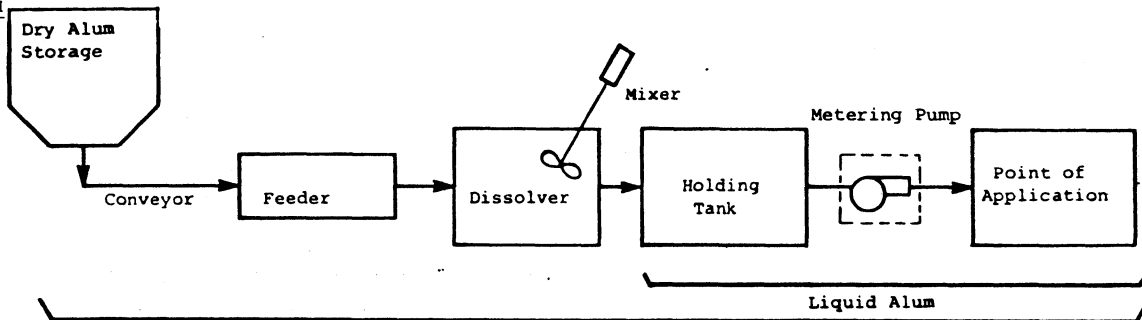 Dry Alum
Storage
Mixer
Metering Pump
Conveyor
Feeder
Dissolver
Holding
Tank
Point of
Application
Liquid Alum